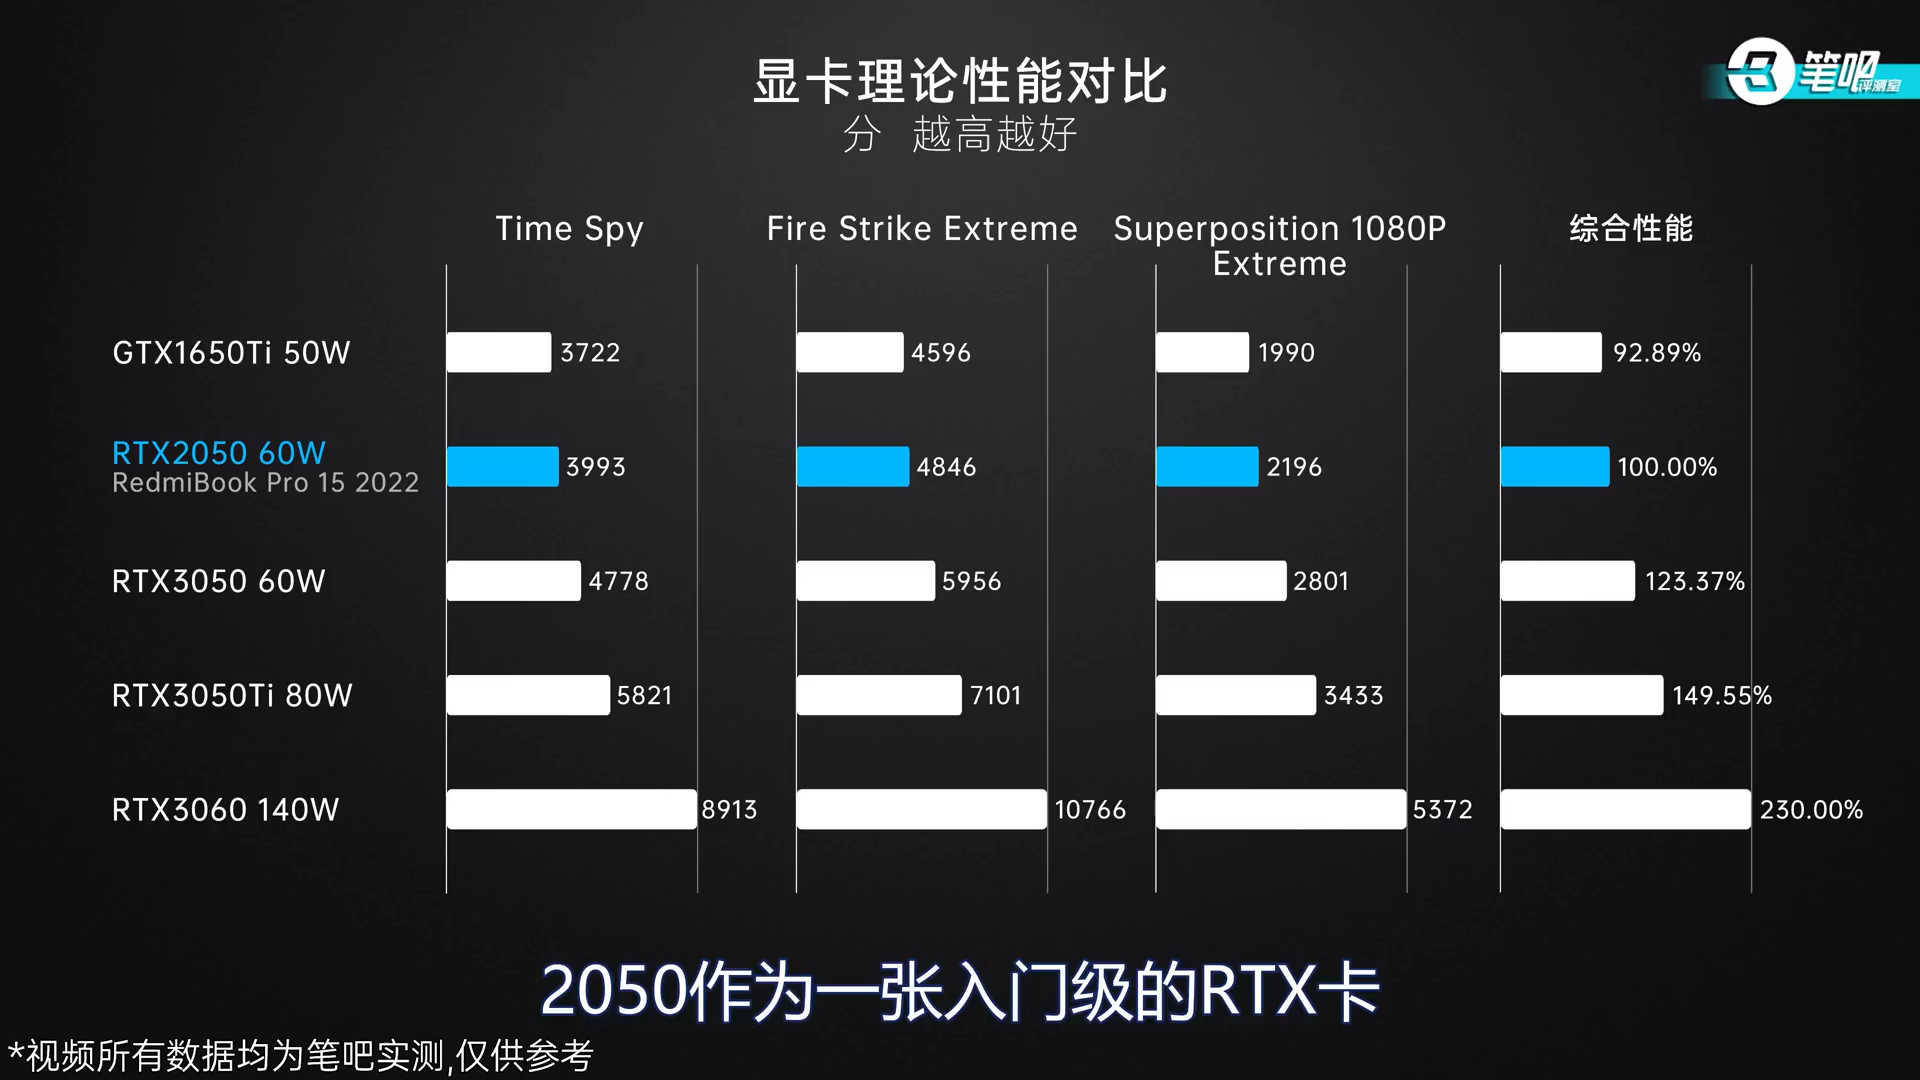 显卡理论性能对比
分 越高越好
笔吧评测室
Time Spy
Fire Strike Extreme
Superposition 1080P
Extreme
综合性能
GTX1650Ti 50W
3722
4596
1990
92.89%
RTX2050 60W
RedmiBook Pro 15 2022
3993
4846
2196
100.00%
RTX3050 60W
4778
5956
2801
123.37%
RTX3050Ti 80W
5821
7101
3433
149.55%
RTX3060 140W
8913
10766
5372
230.00%
2050作为一张入门级的RTX卡
*视频所有数据均为笔吧实测,仅供参考